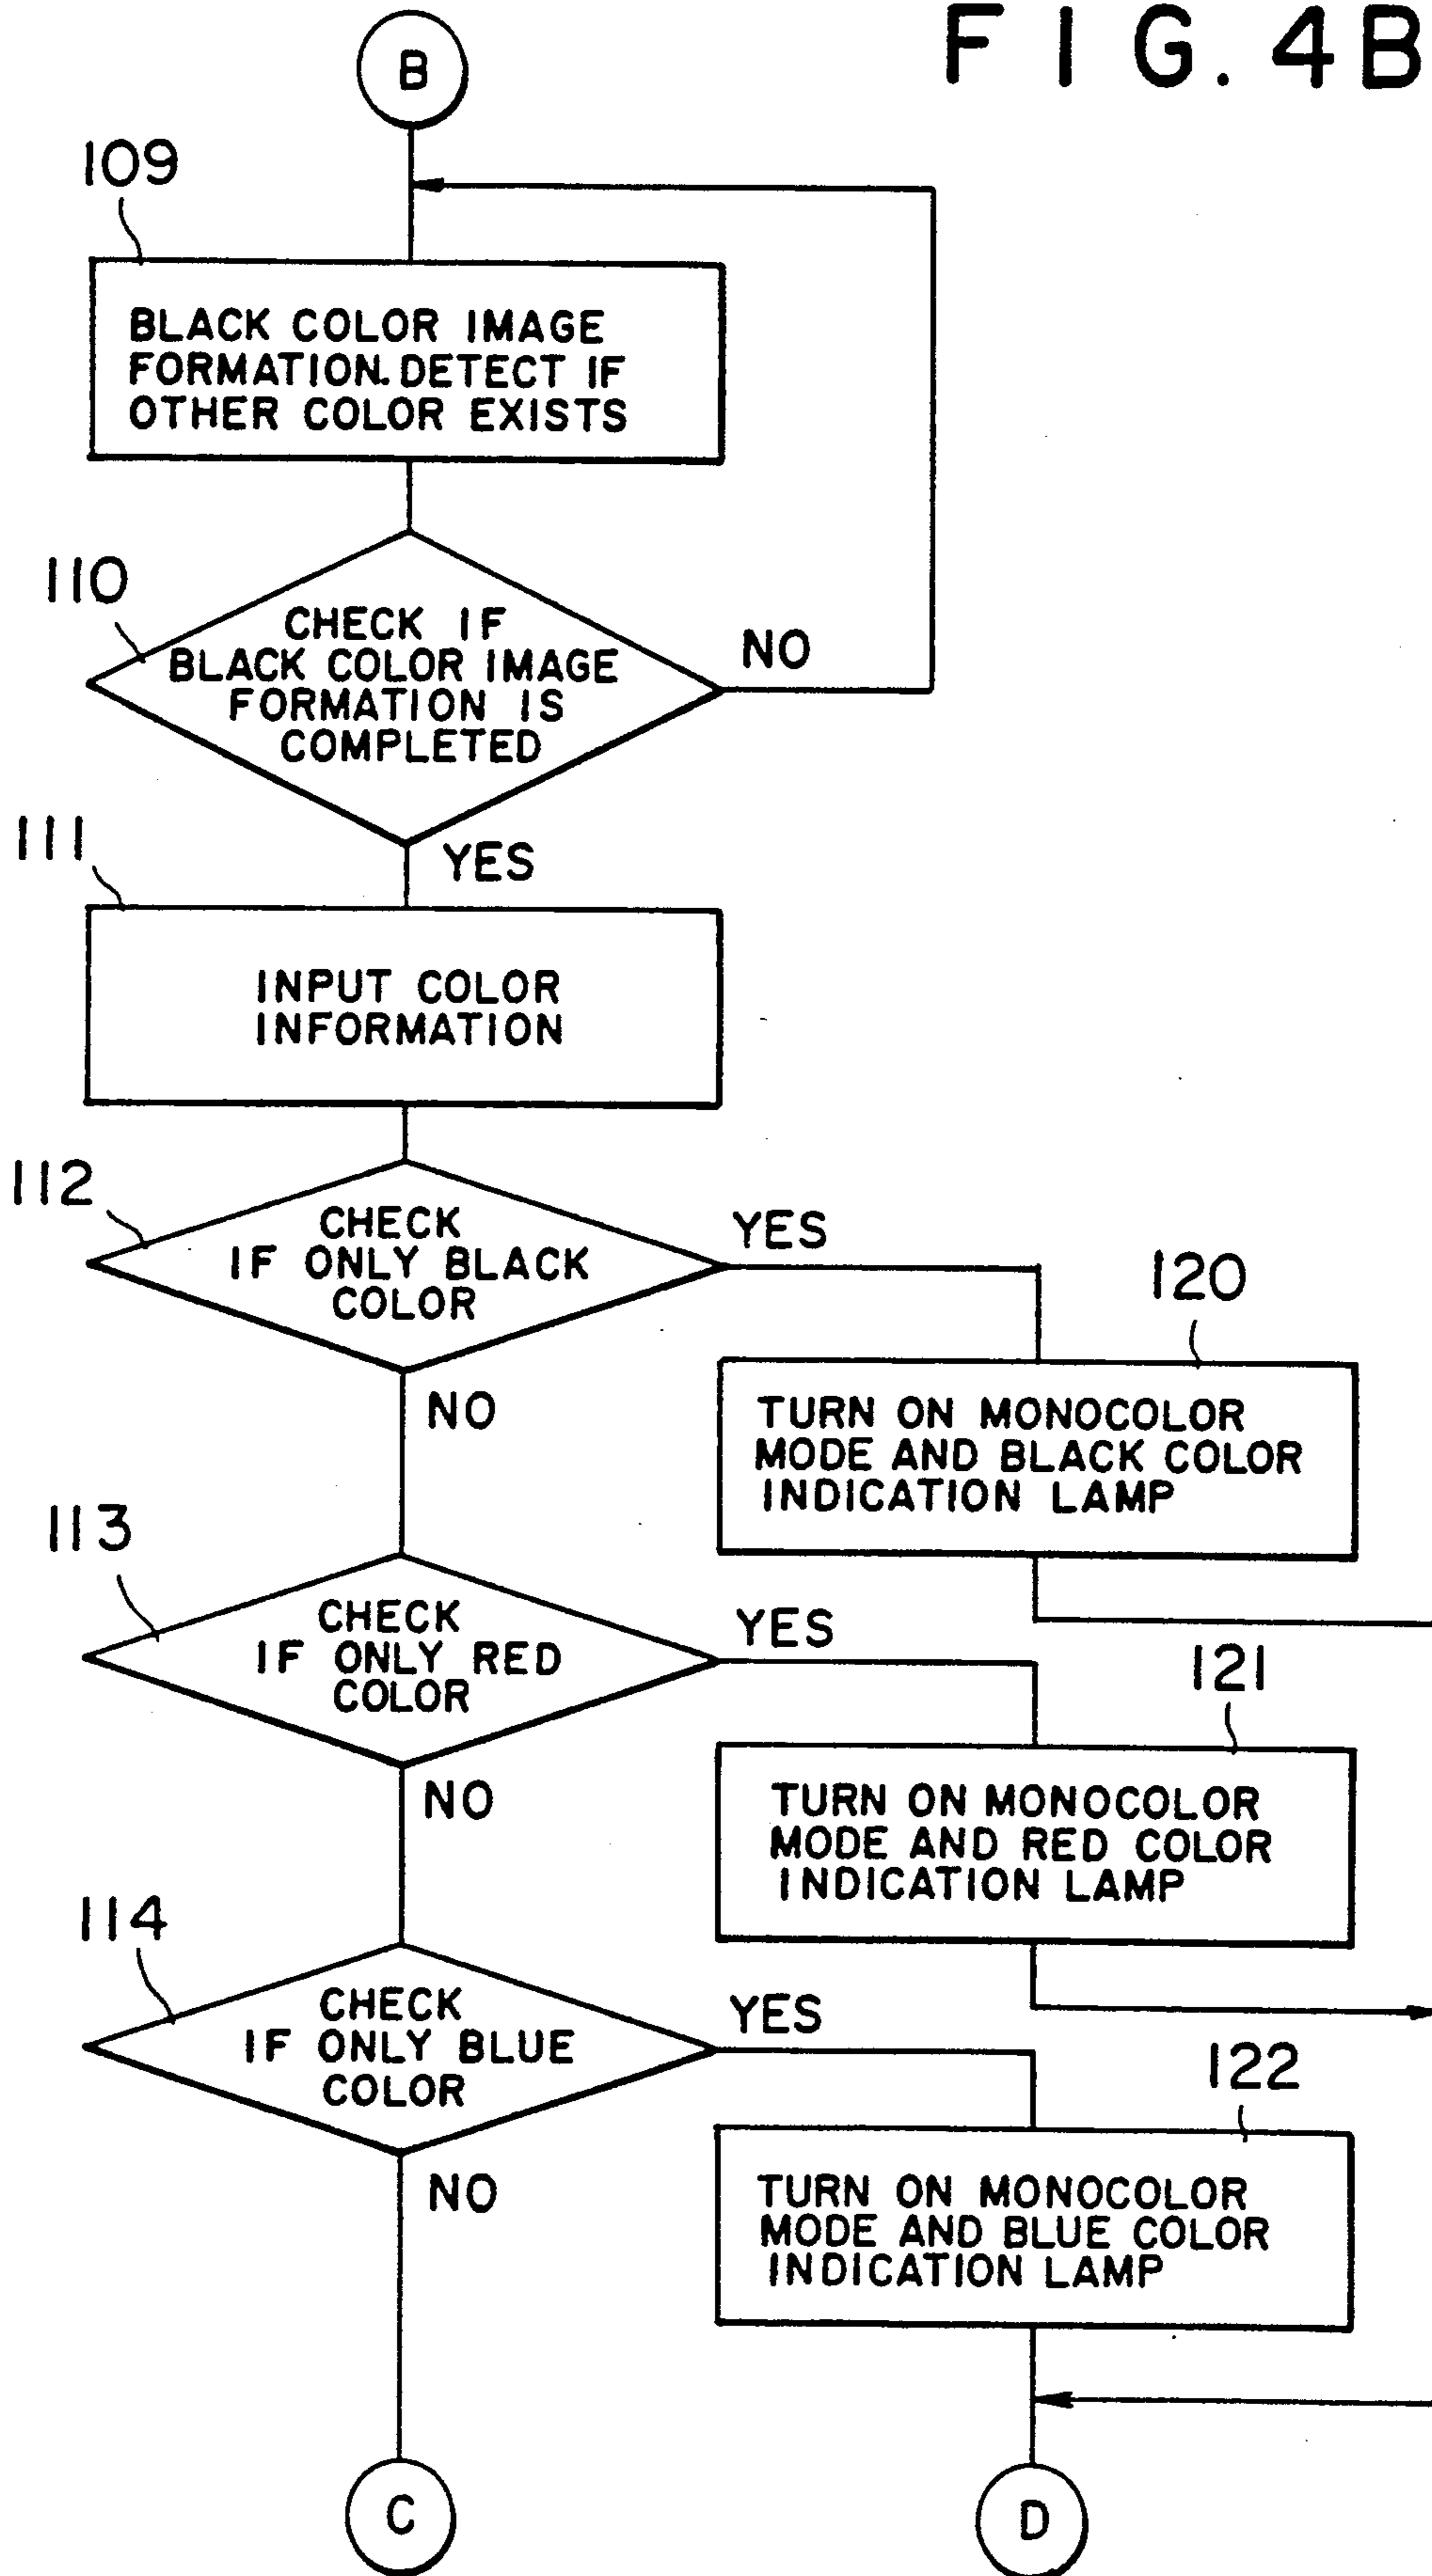 FIG. 4B
B
109
BLACK COLOR IMAGE
FORMATION. DETECT IF
OTHER COLOR EXISTS
110
CHECK IF
BLACK COLOR IMAGE
FORMATION IS
COMPLETED
NO
YES
111
INPUT COLOR
INFORMATION
112
CHECK
IF ONLY BLACK
COLOR
YES
NO
120
TURN ON MONOCOLOR
MODE AND BLACK COLOR
INDICATION LAMP
113
CHECK
IF ONLY RED
COLOR
YES
NO
121
TURN ON MONOCOLOR
MODE AND RED COLOR
INDICATION LAMP
114
CHECK
IF ONLY BLUE
COLOR
YES
NO
122
TURN ON MONOCOLOR
MODE AND BLUE COLOR
INDICATION LAMP
C
D